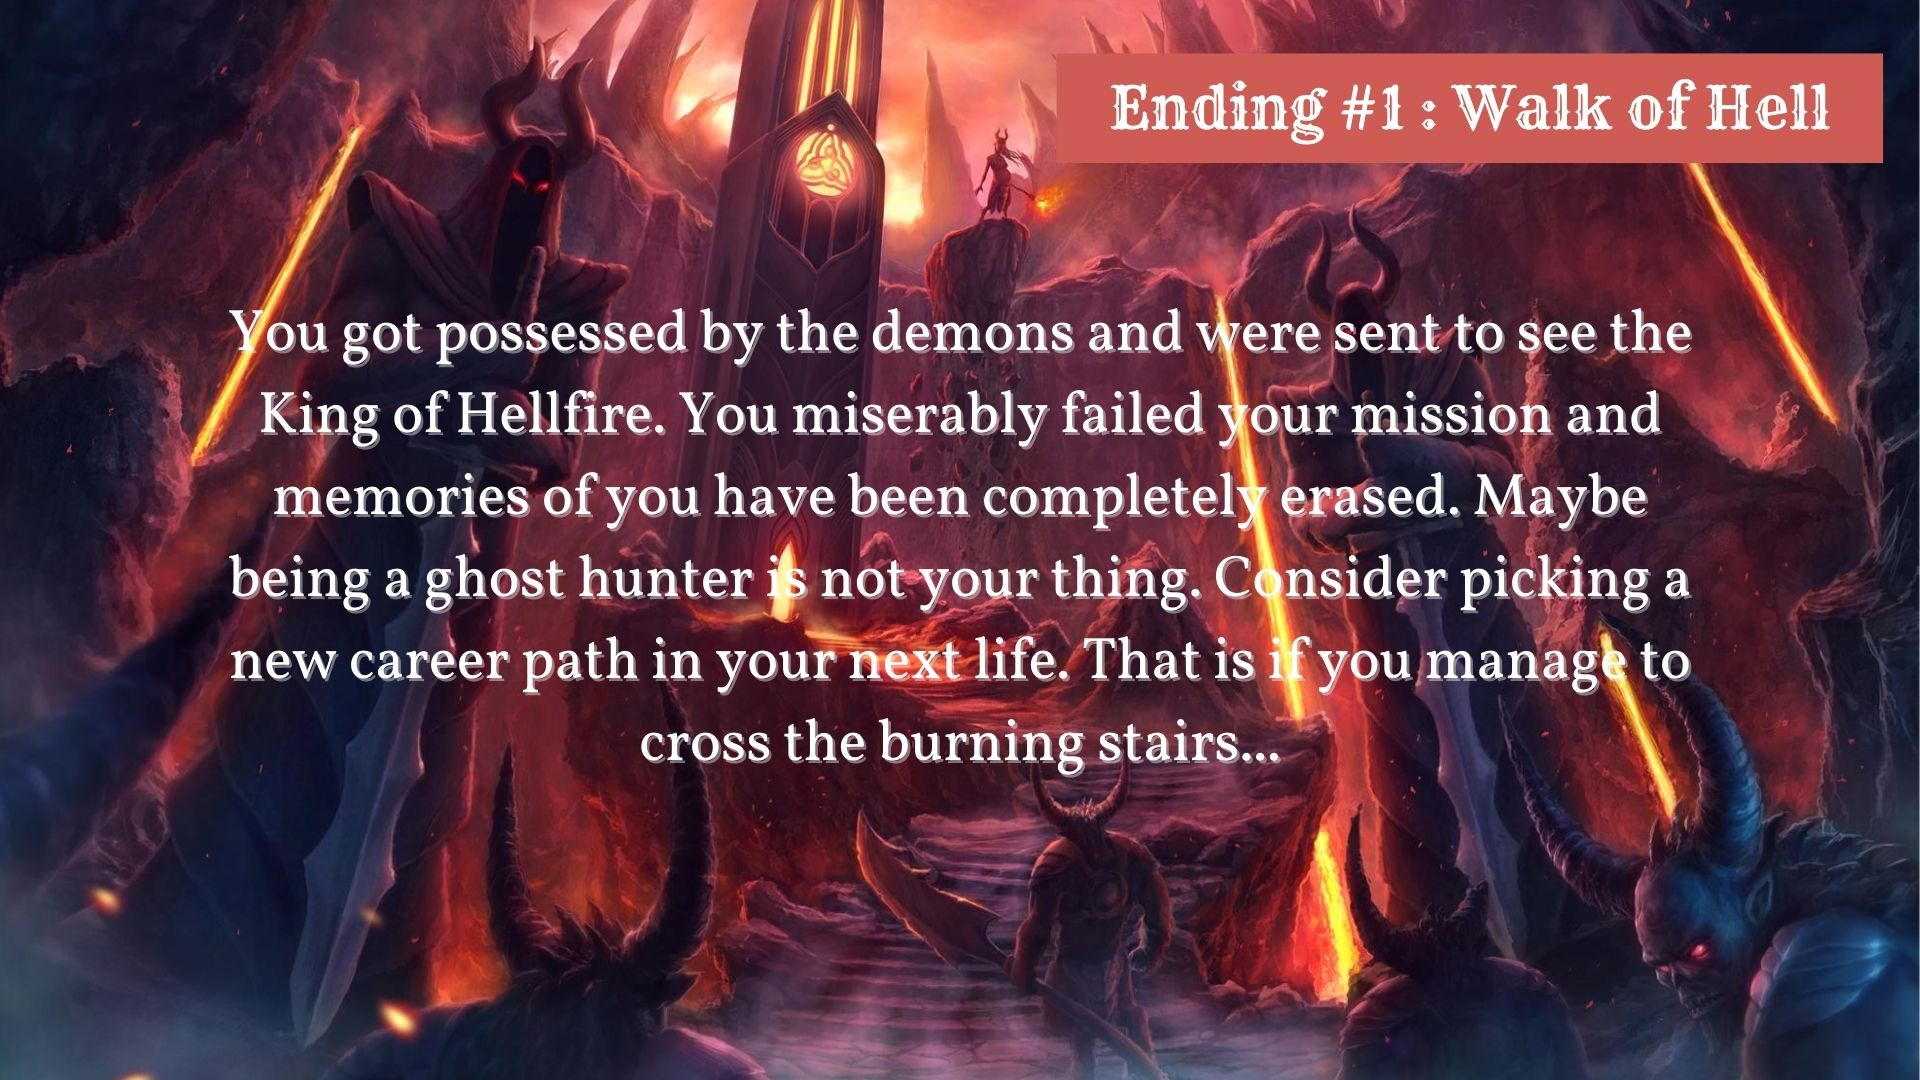 Ending #1 : Walk of Hell
You got possessed by the demons and were sent to see the
King of Hellfire. You miserably failed your mission and
memories of you have been completely erased. Maybe
being a ghost hunter is not your thing. Consider picking a
new career path in your next life. That is if you manage to
cross the burning stairs...